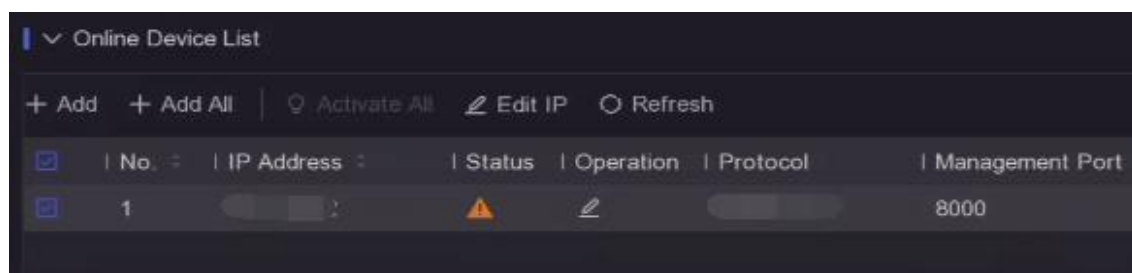 Online Device List
+ Add + Add All Activate All Edit IP Refresh
No. IP Address Status Operation Protocol Management Port
1 8000